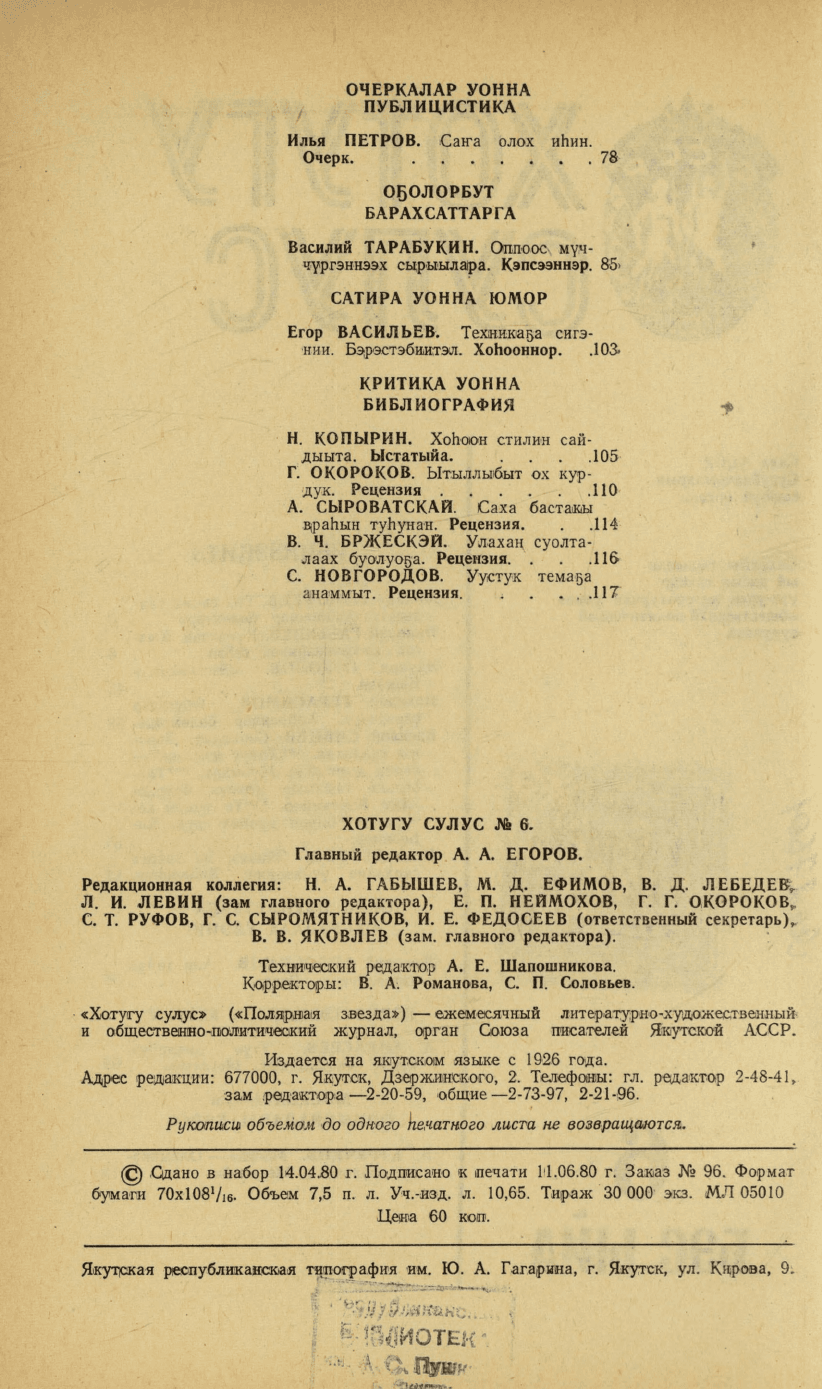 ОЧЕРКАЛАР УОННА
ПУБЛИЦИСТИКА
Илья ПЕТРОВ. Саҥа олох иһин.
Очерк. . . . . . . . 78
ОҔОЛОРБУТ
БАРАХСАТТАРГА
Василий ТАРАБУКИН. Оппоос мүч-
чүргэннээх сырыылара. Кэпсээннэр. 85
САТИРА УОННА ЮМОР
Егор ВАСИЛЬЕВ. Техникаҕа сигэ-
нии. Бэрэстэбиитэл. Хоһооннор. .103
КРИТИКА УОННА
БИБЛИОГРАФИЯ
Н. КОПЫРИН. Хоһоон стилин сай-
дыыта. Ыстатыйа. . . . .105
Г. ОКОРОКОВ. Ытыллыбыт ох кур-
дук. Рецензия . . . . . .110
А. СЫРОВАТСКАЙ. Саха бастакы
враһын туһунан. Рецензия. . .114
В. Ч. БРЖЕСКЭЙ. Улахан суолта-
лаах буолуоҕа. Рецензия. . . .116
С. НОВГОРОДОВ. Уустук темаҕа
анаммыт. Рецензия. . . . . .117
ХОТУГУ СУЛУС № 6.
Главный редактор А. А. ЕГОРОВ.
Редакционная коллегия: Н. А. ГАБЫШЕВ, М. Д. ЕФИМОВ, В. Д. ЛЕБЕДЕВ,
Л. И. ЛЕВИН (зам главного редактора), Е. П. НЕЙМОХОВ, Г. Г. ОКОРОКОВ,
С. Т. РУФОВ, Г. С. СЫРОМЯТНИКОВ, И. Е. ФЕДОСЕЕВ (ответственный секретарь),
В. В. ЯКОВЛЕВ (зам. главного редактора).
Технический редактор А. Е. Шапошникова.
Корректоры: В. А. Романова, С. П. Соловьев.
«Хотугу сулус» («Полярная звезда») — ежемесячный литературно-художественный
и общественно-политический журнал, орган Союза писателей Якутской АССР.
Издается на якутском языке с 1926 года.
Адрес редакции: 677000, г. Якутск, Дзержинского, 2. Телефоны: гл. редактор 2-48-41,
зам редактора —2-20-59, общие —2-73-97, 2-21-96.
Рукописи объемом до одного печатного листа не возвращаются.
© Сдано в набор 14.04.80 г. Подписано к печати 11.06.80 г. Заказ № 96. Формат
бумаги 70х108¹/₁₆. Объем 7,5 п. л. Уч.-изд. л. 10,65. Тираж 30 000 экз. МЛ 05010
Цена 60 коп.
Якутская республиканская типография им. Ю. А. Гагарина, г. Якутск, ул. Кирова, 9.